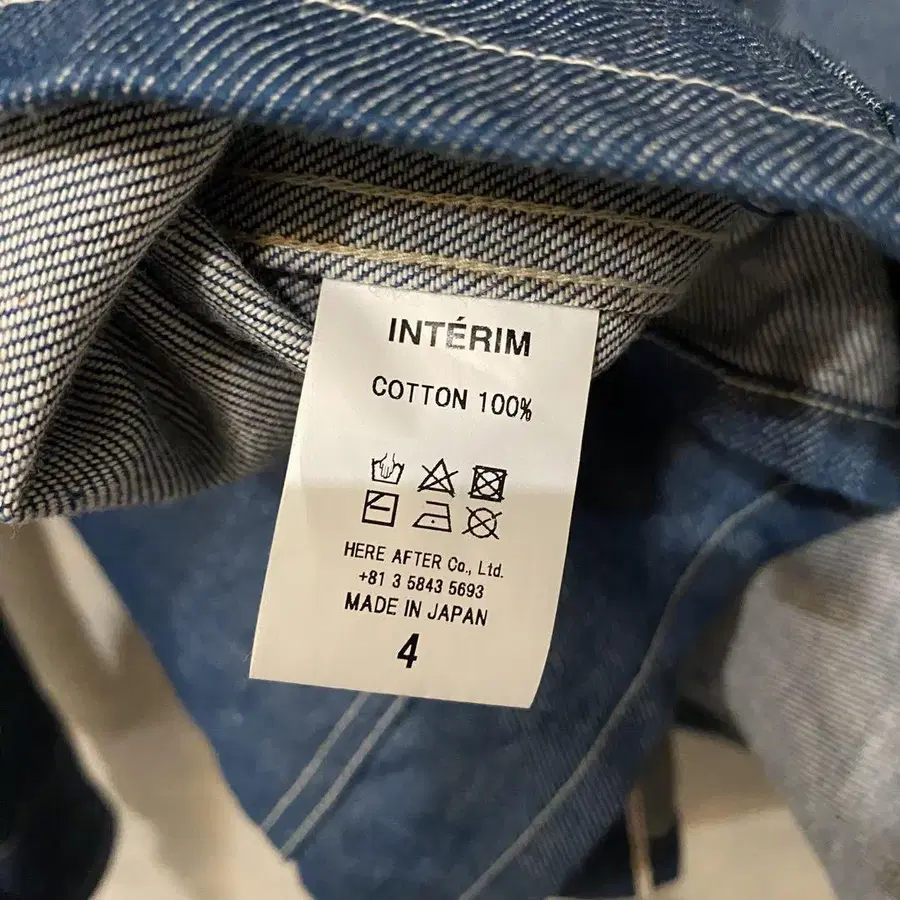 INTÉRIM
COTTON 100%
HERE AFTER Co., Ltd.
+81 3 5843 5693
MADE IN JAPAN
4